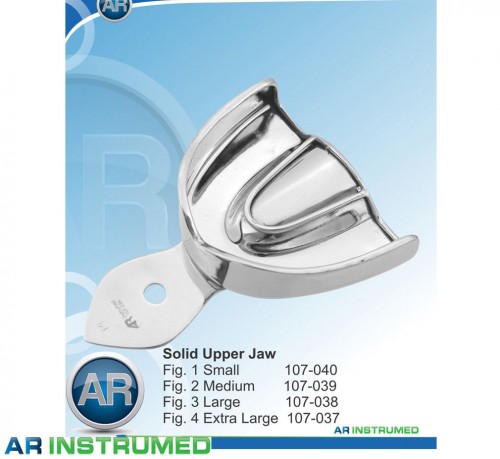 AR
AR
AR
Solid Upper Jaw
Fig. 1 Small 107-040
Fig. 2 Medium 107-039
Fig. 3 Large 107-038
Fig. 4 Extra Large 107-037
AR INSTRUMED
AR INSTRUMED